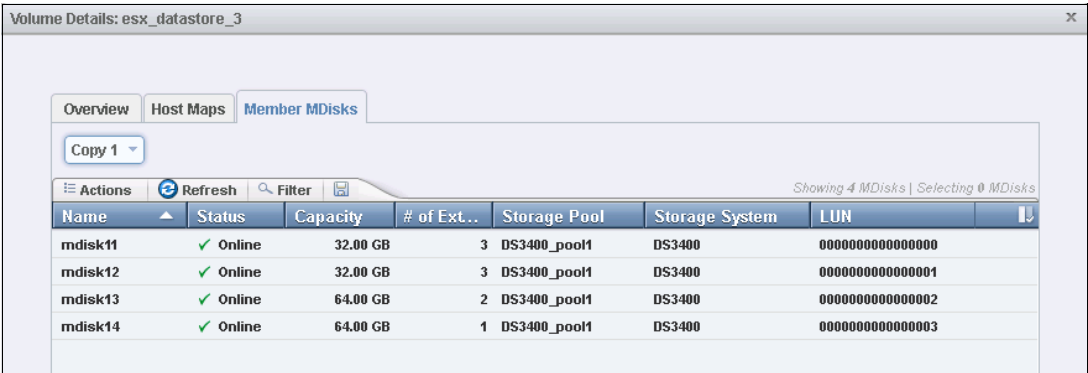 Volume Details: esx_datastore_3 x
Overview Host Maps Member MDisks
Copy 1
Actions Refresh Filter Showing 4 MDisks | Selecting 0 MDisks
Name Status Capacity # of Ext... Storage Pool Storage System LUN
mdisk11 Online 32.00 GB 3 DS3400_pool1 DS3400 0000000000000000
mdisk12 Online 32.00 GB 3 DS3400_pool1 DS3400 0000000000000001
mdisk13 Online 64.00 GB 2 DS3400_pool1 DS3400 0000000000000002
mdisk14 Online 64.00 GB 1 DS3400_pool1 DS3400 0000000000000003